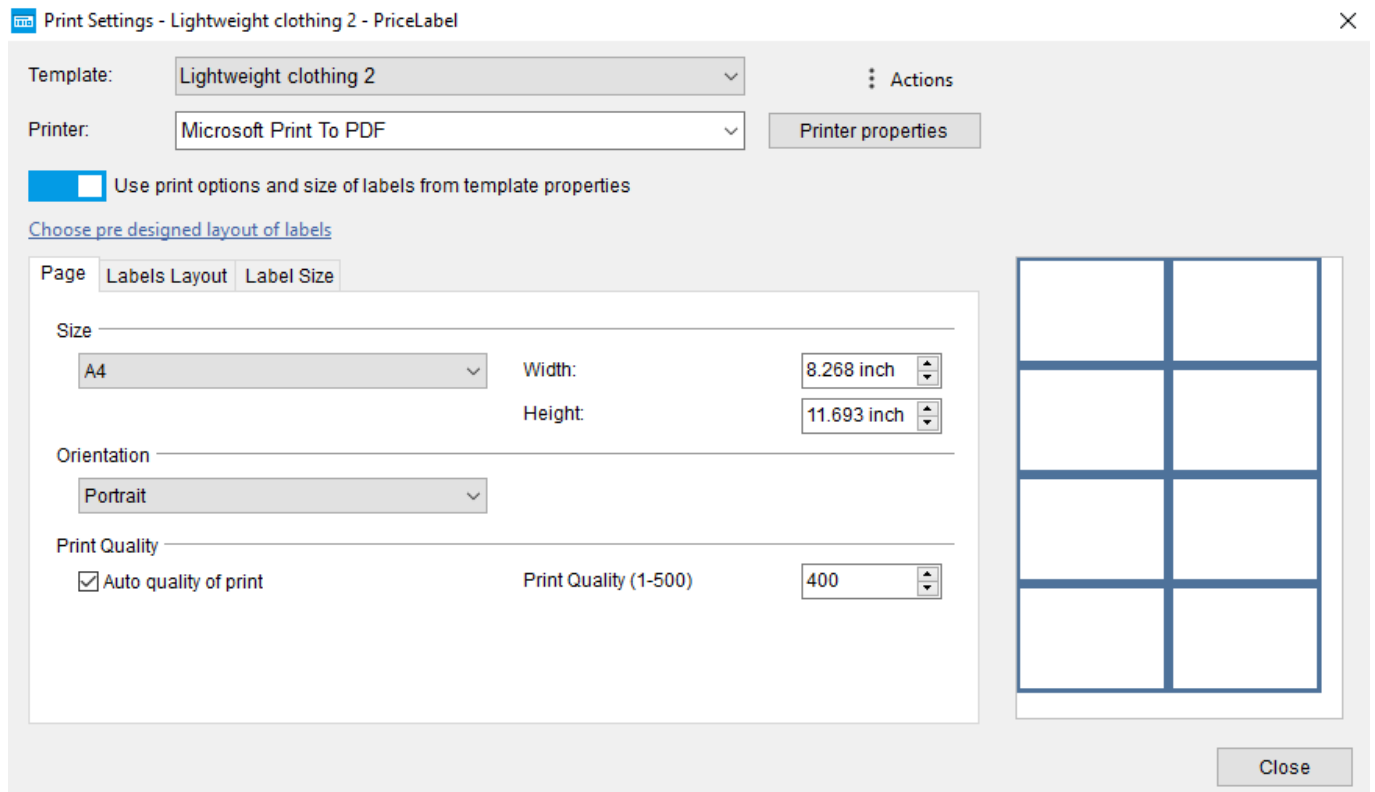 Print Settings - Lightweight clothing 2 - PriceLabel
Template: Lightweight clothing 2 Actions
Printer: Microsoft Print To PDF Printer properties
Use print options and size of labels from template properties
Choose pre designed layout of labels
Page Labels Layout Label Size
Size
A4 Width: 8.268 inch
Height: 11.693 inch
Orientation
Portrait
Print Quality
Auto quality of print Print Quality (1-500) 400
Close